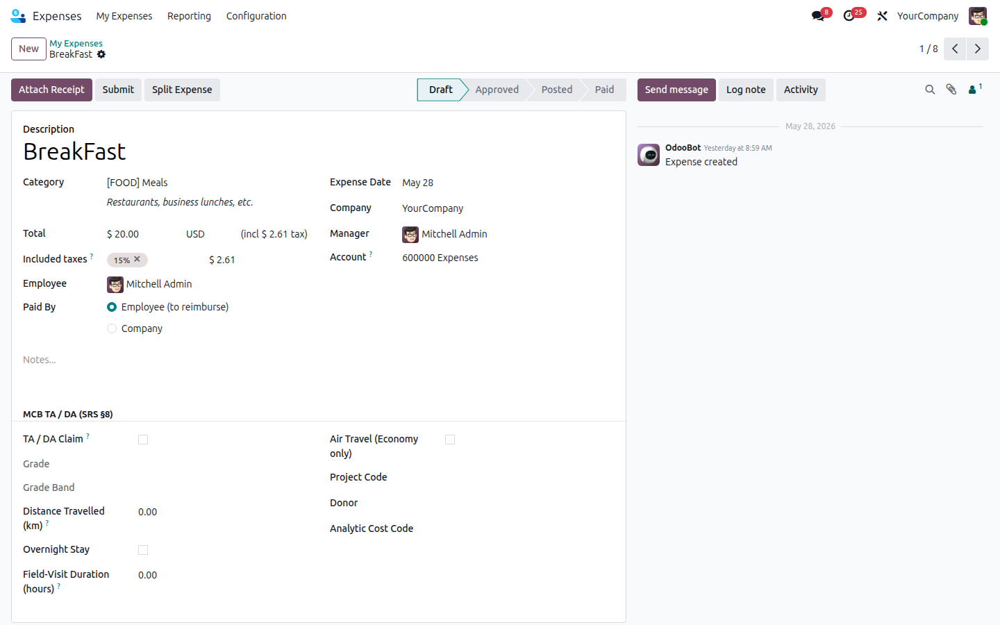 Expenses My Expenses Reporting Configuration 8 25 YourCompany
New My Expenses
BreakFast 1 / 8
Attach Receipt Submit Split Expense Draft Approved Posted Paid Send message Log note Activity 1
May 28, 2026
OdooBot Yesterday at 8:59 AM
Expense created
Description
BreakFast
Category [FOOD] Meals
Restaurants, business lunches, etc.
Total $ 20.00 USD (incl $ 2.61 tax)
Included taxes ? 15% ✕ $ 2.61
Employee Mitchell Admin
Paid By Employee (to reimburse)
Company
Expense Date May 28
Company YourCompany
Manager Mitchell Admin
Account ? 600000 Expenses
Notes...
MCB TA / DA (SRS §8)
TA / DA Claim ?
Grade
Grade Band
Distance Travelled
(km) ? 0.00
Overnight Stay
Field-Visit Duration
(hours) ? 0.00
Air Travel (Economy
only)
Project Code
Donor
Analytic Cost Code